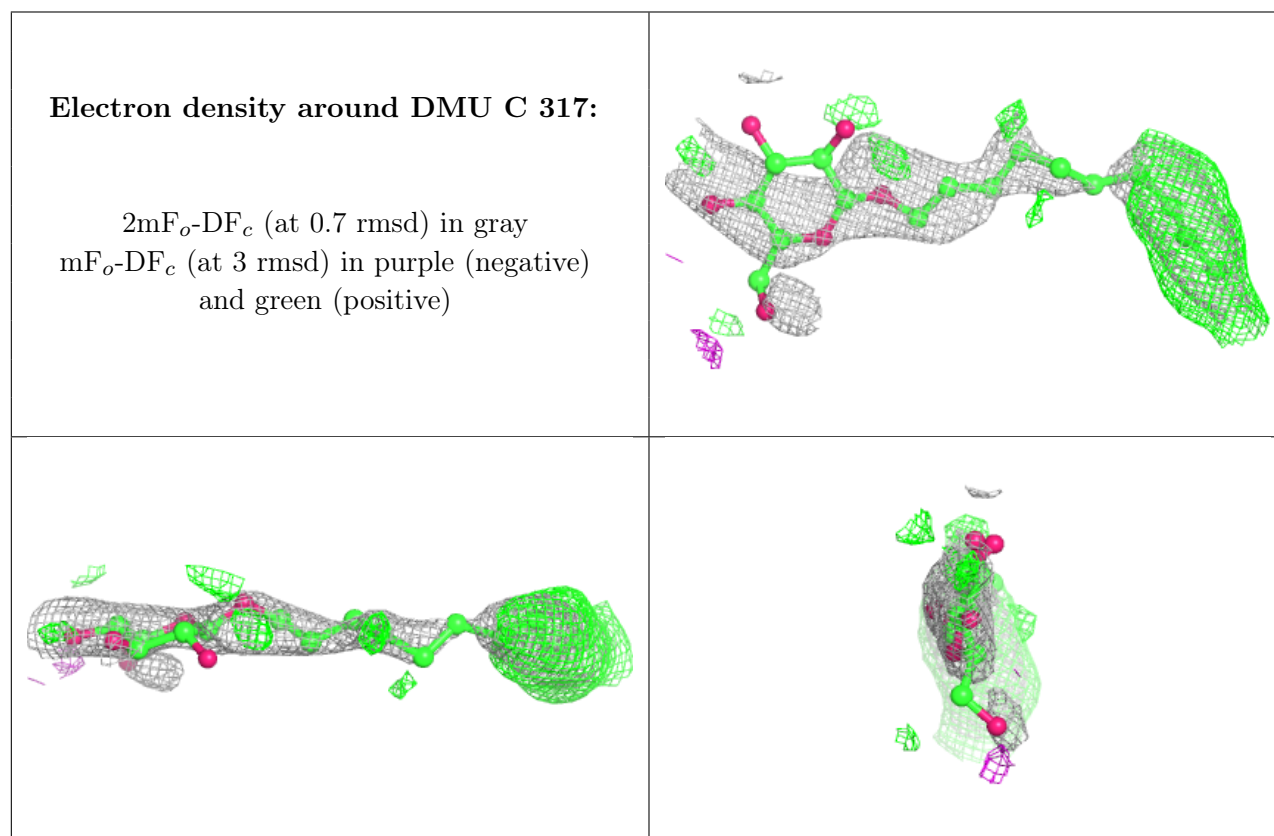 Electron density around DMU C 317:
2mFo-DFc (at 0.7 rmsd) in gray
mFo-DFc (at 3 rmsd) in purple (negative)
and green (positive)